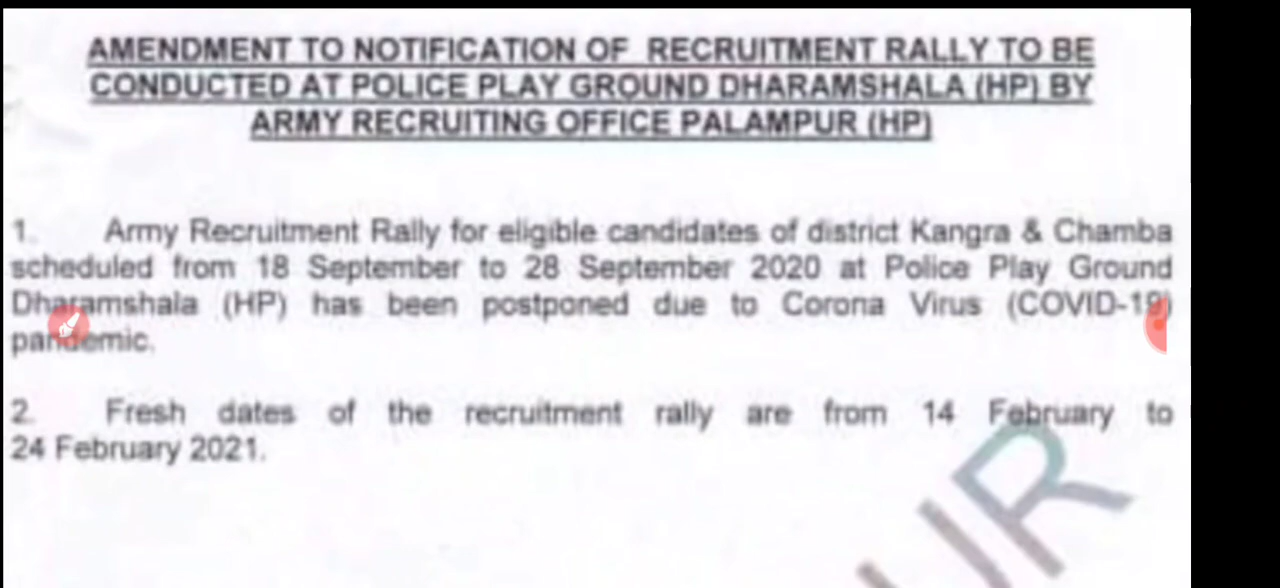 AMENDMENT TO NOTIFICATION OF RECRUITMENT RALLY TO BE
CONDUCTED AT POLICE PLAY GROUND DHARAMSHALA (HP) BY
ARMY RECRUITING OFFICE PALAMPUR (HP)
1. Army Recruitment Rally for eligible candidates of district Kangra & Chamba
scheduled from 18 September to 28 September 2020 at Police Play Ground
Dharamshala (HP) has been postponed due to Corona Virus (COVID-19)
pandemic.
2. Fresh dates of the recruitment rally are from 14 February to
24 February 2021.
UR